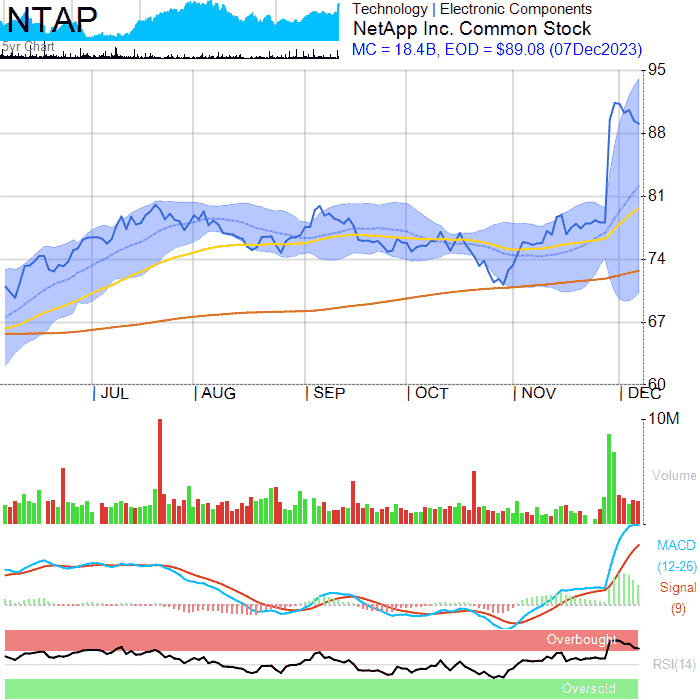 NTAP
5yr Chart
Technology | Electronic Components
NetApp Inc. Common Stock
MC = 18.4B, EOD = $89.08 (07Dec2023)
95
88
81
74
67
60
JUL AUG SEP OCT NOV DEC
10M
Volume
MACD
(12-26)
Signal
(9)
Overbought
RSI(14)
Oversold